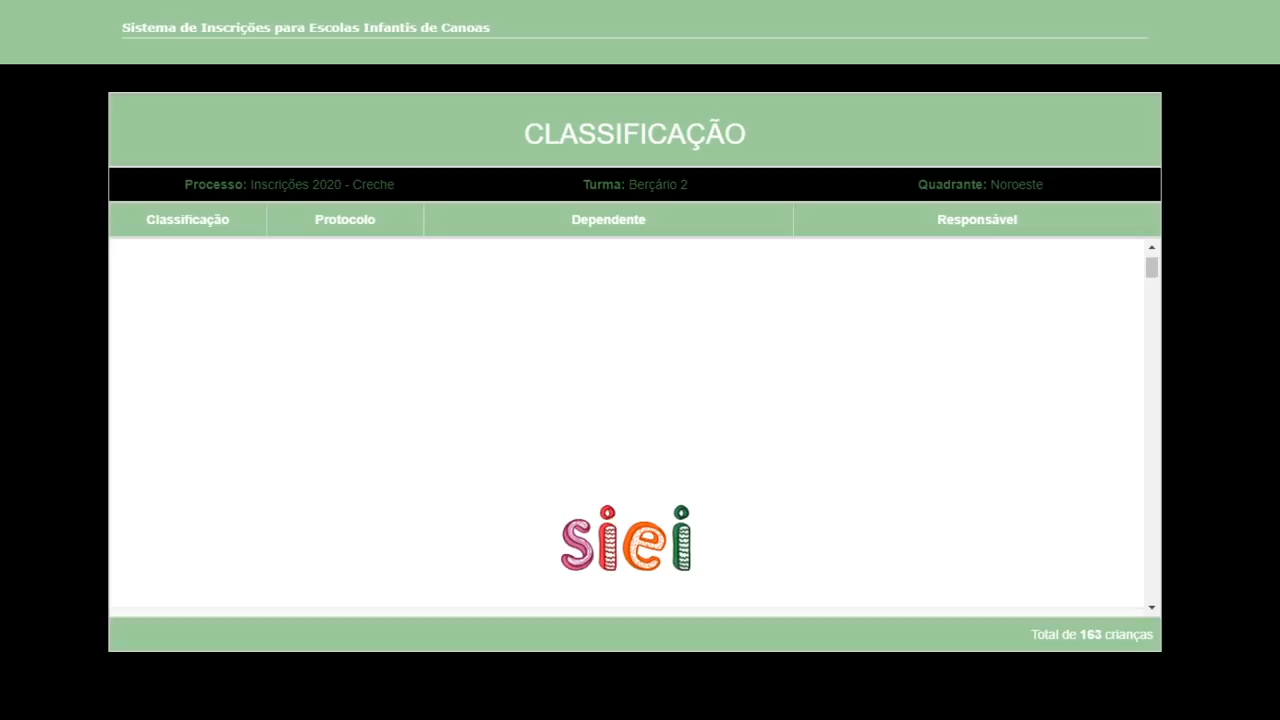 Sistema de Inscrições para Escolas Infantis de Canoas
CLASSIFICAÇÃO
Processo: Inscrições 2020 - Creche Turma: Berçário 2 Quadrante: Noroeste
Classificação Protocolo Dependente Responsável
siei
Total de 163 crianças